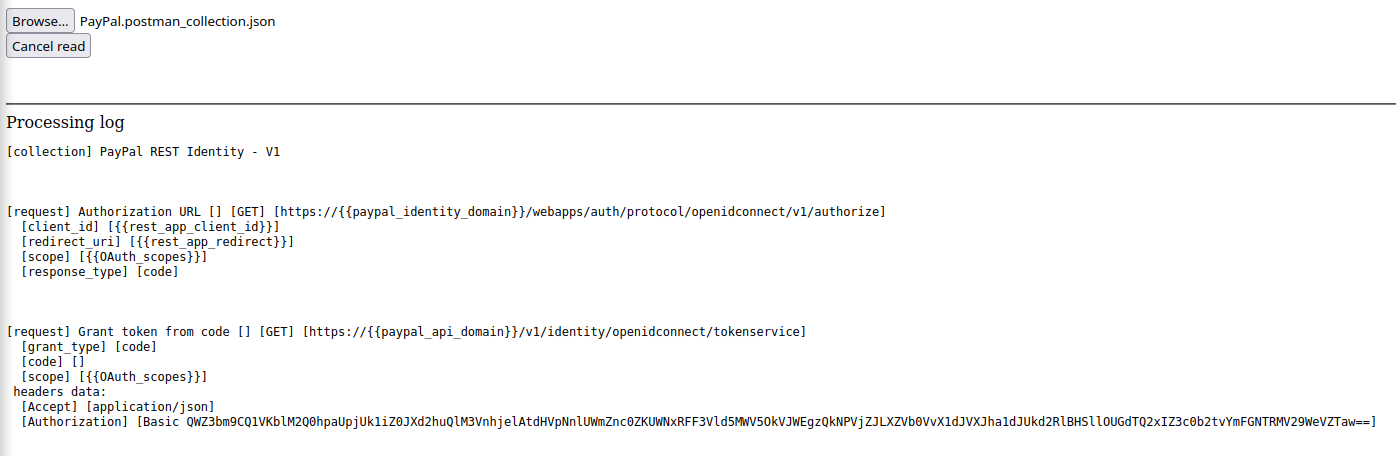 Browse... PayPal.postman_collection.json
Cancel read
Processing log
[collection] PayPal REST Identity - V1
[request] Authorization URL [] [GET] [https://{{paypal_identity_domain}}/webapps/auth/protocol/openidconnect/v1/authorize]
[client_id] [{{rest_app_client_id}}]
[redirect_uri] [{{rest_app_redirect}}]
[scope] [{{OAuth_scopes}}]
[response_type] [code]
[request] Grant token from code [] [GET] [https://{{paypal_api_domain}}/v1/identity/openidconnect/tokenservice]
[grant_type] [code]
[code] []
[scope] [{{OAuth_scopes}}]
headers data:
[Accept] [application/json]
[Authorization] [Basic QWZ3bm9CQ1VKblM2Q0hpaUpjUk1iZ0JXd2huQlM3VnhjelAtdHVpNnlUWmZnc0ZKUWNxRFF3Vld5MWV5OkVJWEgzQkNPVjZJLXZVb0VvX1dJVXJha1dJUkd2RlBHSllOUGdTQ2xIZ3c0b2tvYmFGNTRMV29WeVZTaw==]